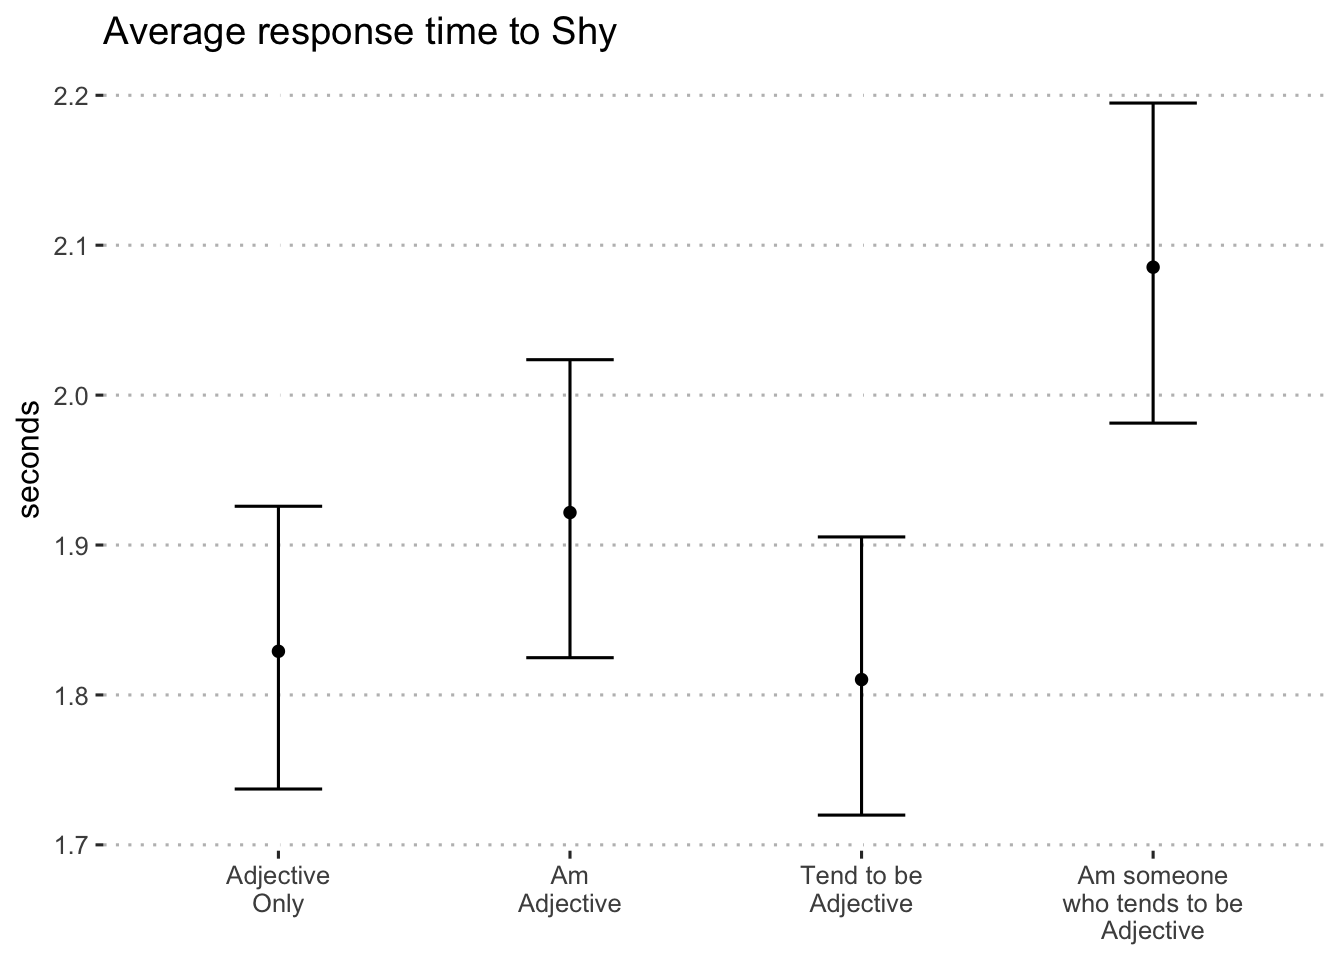 Average response time to Shy
2.2
2.1
2.0
1.9
1.8
1.7
seconds
Adjective
Only
Am
Adjective
Tend to be
Adjective
Am someone
who tends to be
Adjective